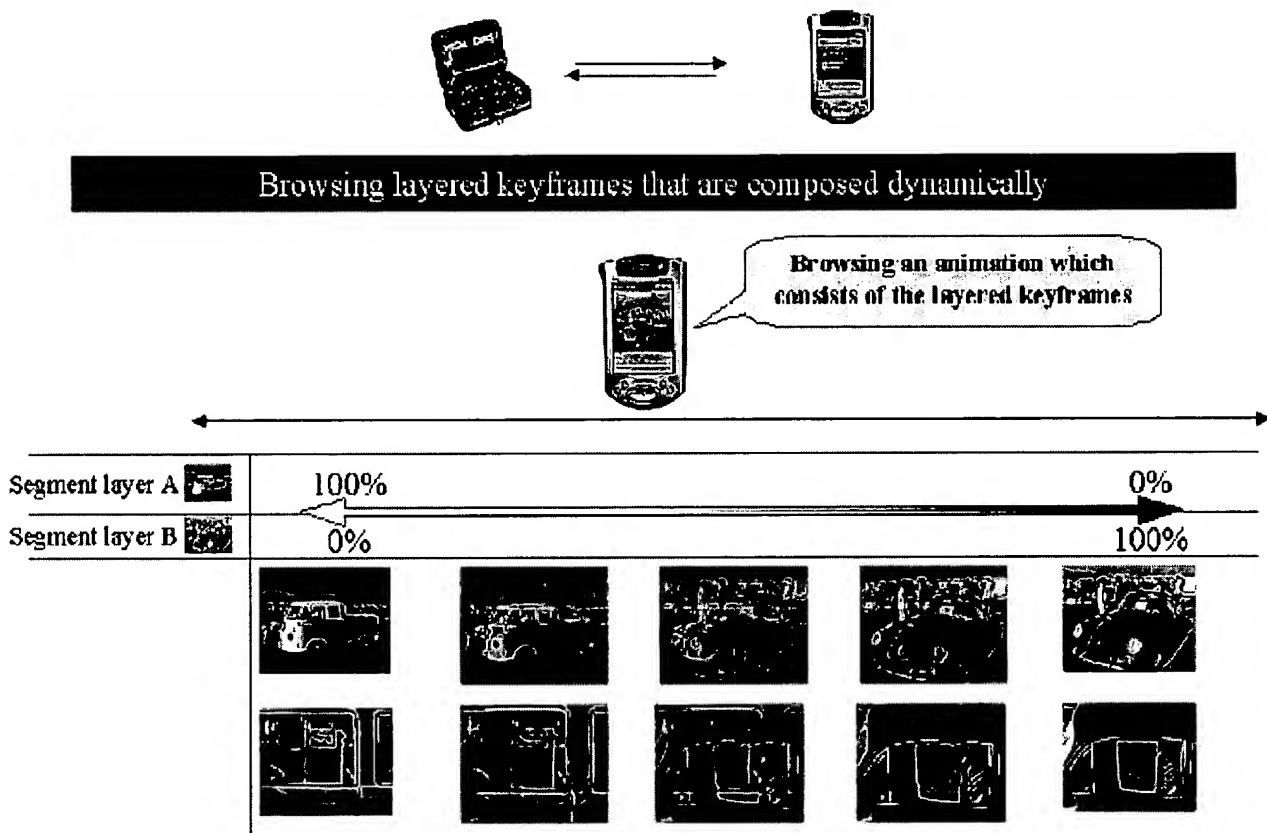 Browsing layered keyframes that are composed dynamically
Browsing an animation which
consists of the layered keyframes
Segment layer A
100%
0%
Segment layer B
0%
100%